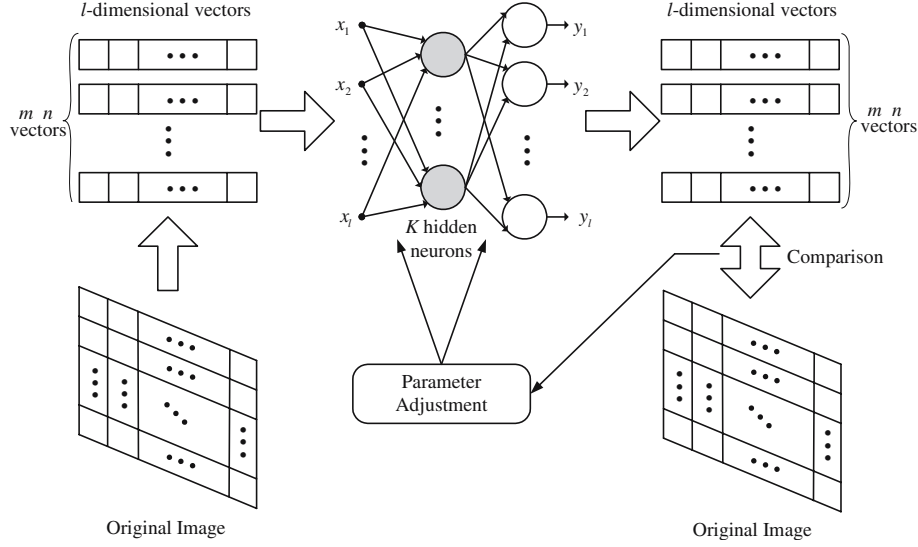 l-dimensional vectors
m n
vectors
x1
x2
xl
K hidden
neurons
y1
y2
yl
l-dimensional vectors
m n
vectors
Comparison
Parameter
Adjustment
Original Image
Original Image